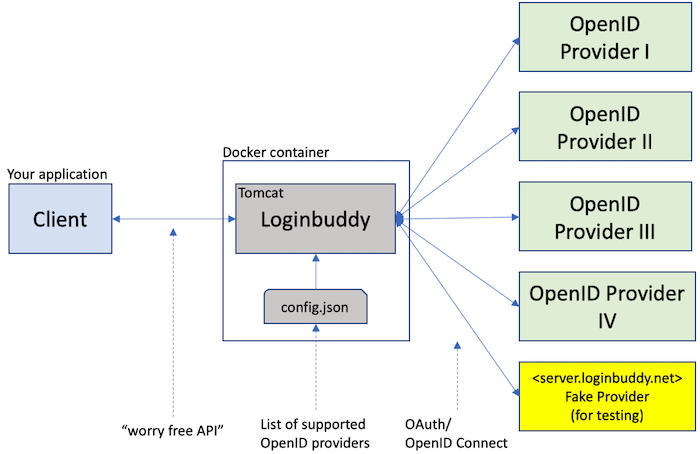 OpenID
Provider I
OpenID
Provider II
Docker container
Your application
Tomcat
Client
Loginbuddy
OpenID
Provider III
config.json
OpenID Provider
IV
<server.loginbuddy.net>
Fake Provider
(for testing)
“worry free API”
List of supported
OpenID providers
OAuth/
OpenID Connect